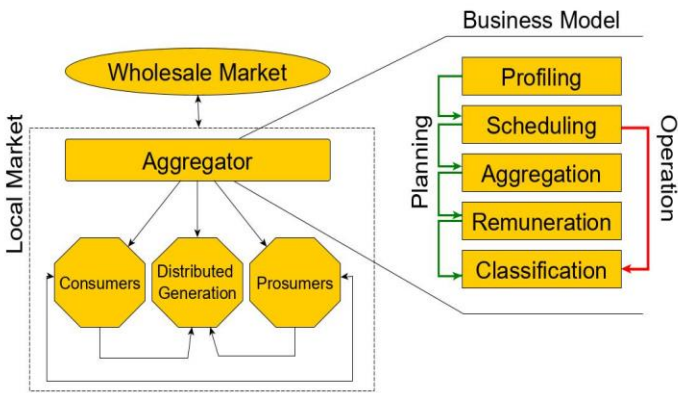 Business Model
Wholesale Market
Local Market
Aggregator
Consumers
Distributed
Generation
Prosumers
Planning
Profiling
Scheduling
Aggregation
Remuneration
Classification
Operation